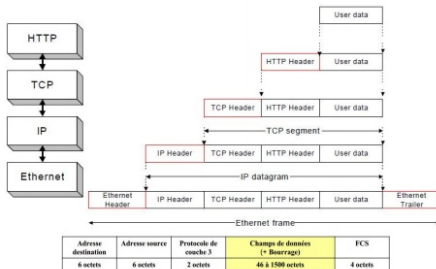 User data
HTTP
HTTP Header User data
TCP
TCP Header HTTP Header User data
TCP segment
IP
IP Header TCP Header HTTP Header User data
IP datagram
Ethernet
Ethernet Header IP Header TCP Header HTTP Header User data Ethernet Trailer
Ethernet frame
Adresse destination Adresse source Protocole de couche 3 Champs de données (+ Bourrage) FCS
6 octets 6 octets 2 octets 46 à 1500 octets 4 octets